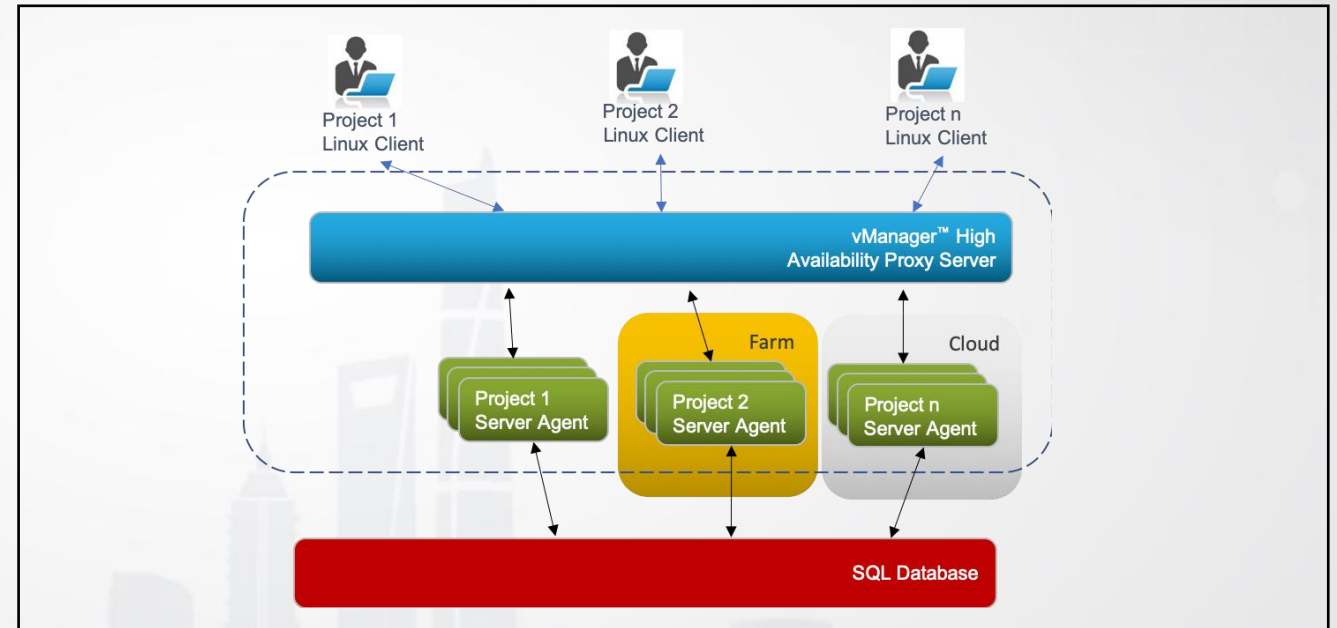 Project 1
Linux Client
Project 2
Linux Client
Project n
Linux Client
vManager™ High
Availability Proxy Server
Farm
Cloud
Project 1
Server Agent
Project 2
Server Agent
Project n
Server Agent
SQL Database